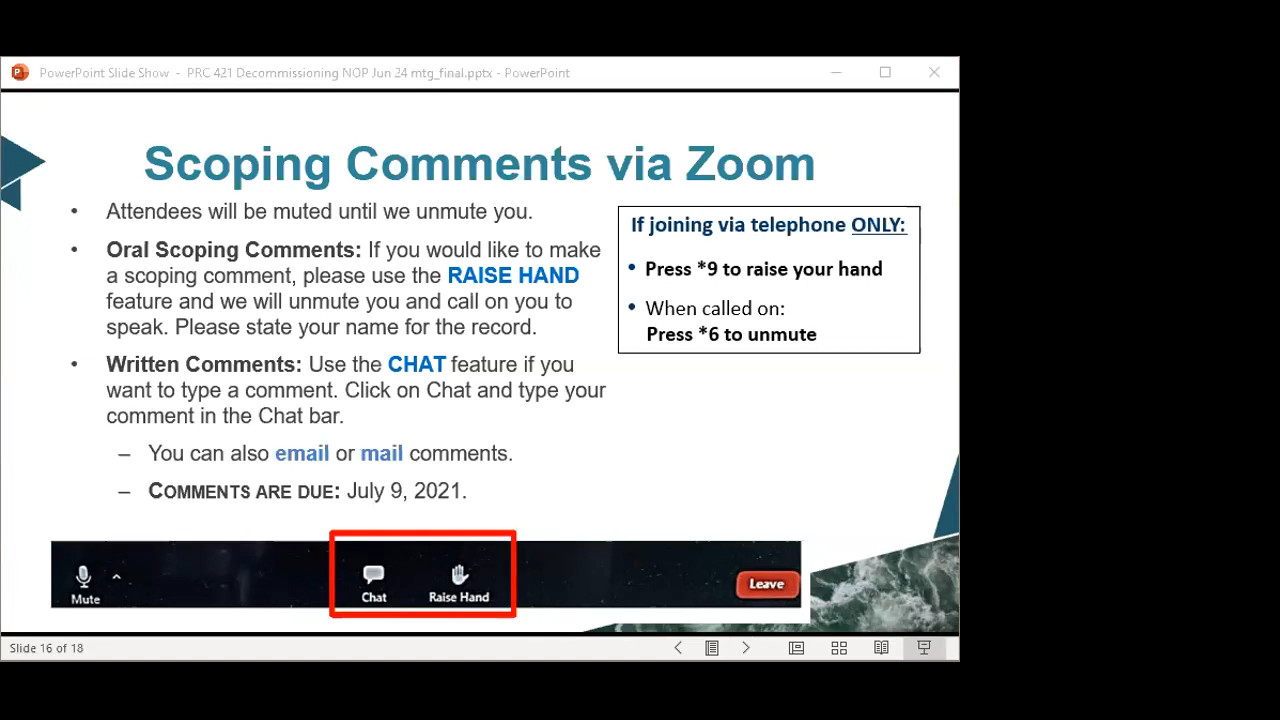 PowerPoint Slide Show - PRC 421 Decommissioning NOP Jun 24 mtg_final.pptx - PowerPoint
Scoping Comments via Zoom
• Attendees will be muted until we unmute you.
• Oral Scoping Comments: If you would like to make
a scoping comment, please use the RAISE HAND
feature and we will unmute you and call on you to
speak. Please state your name for the record.
• Written Comments: Use the CHAT feature if you
want to type a comment. Click on Chat and type your
comment in the Chat bar.
– You can also email or mail comments.
– COMMENTS ARE DUE: July 9, 2021.
If joining via telephone ONLY:
• Press *9 to raise your hand
• When called on:
Press *6 to unmute
Mute
Chat
Raise Hand
Leave
Slide 16 of 18